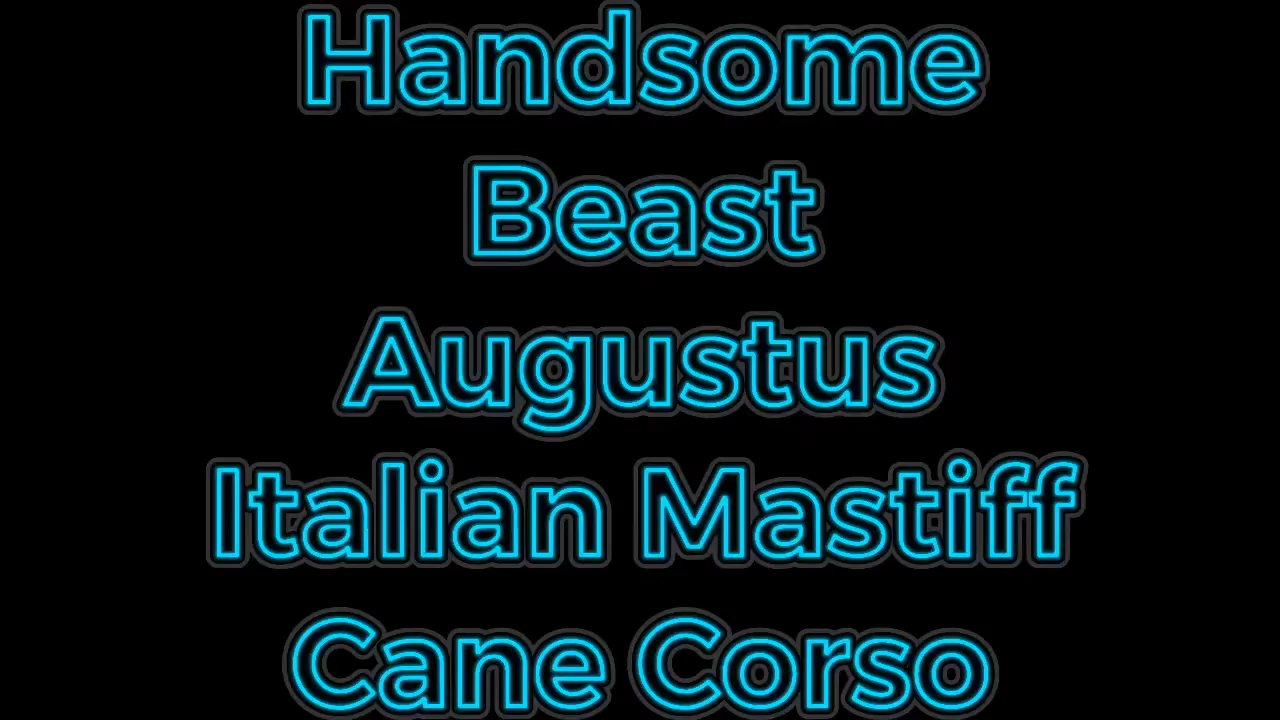 Handsome
Beast
Augustus
Italian Mastiff
Cane Corso